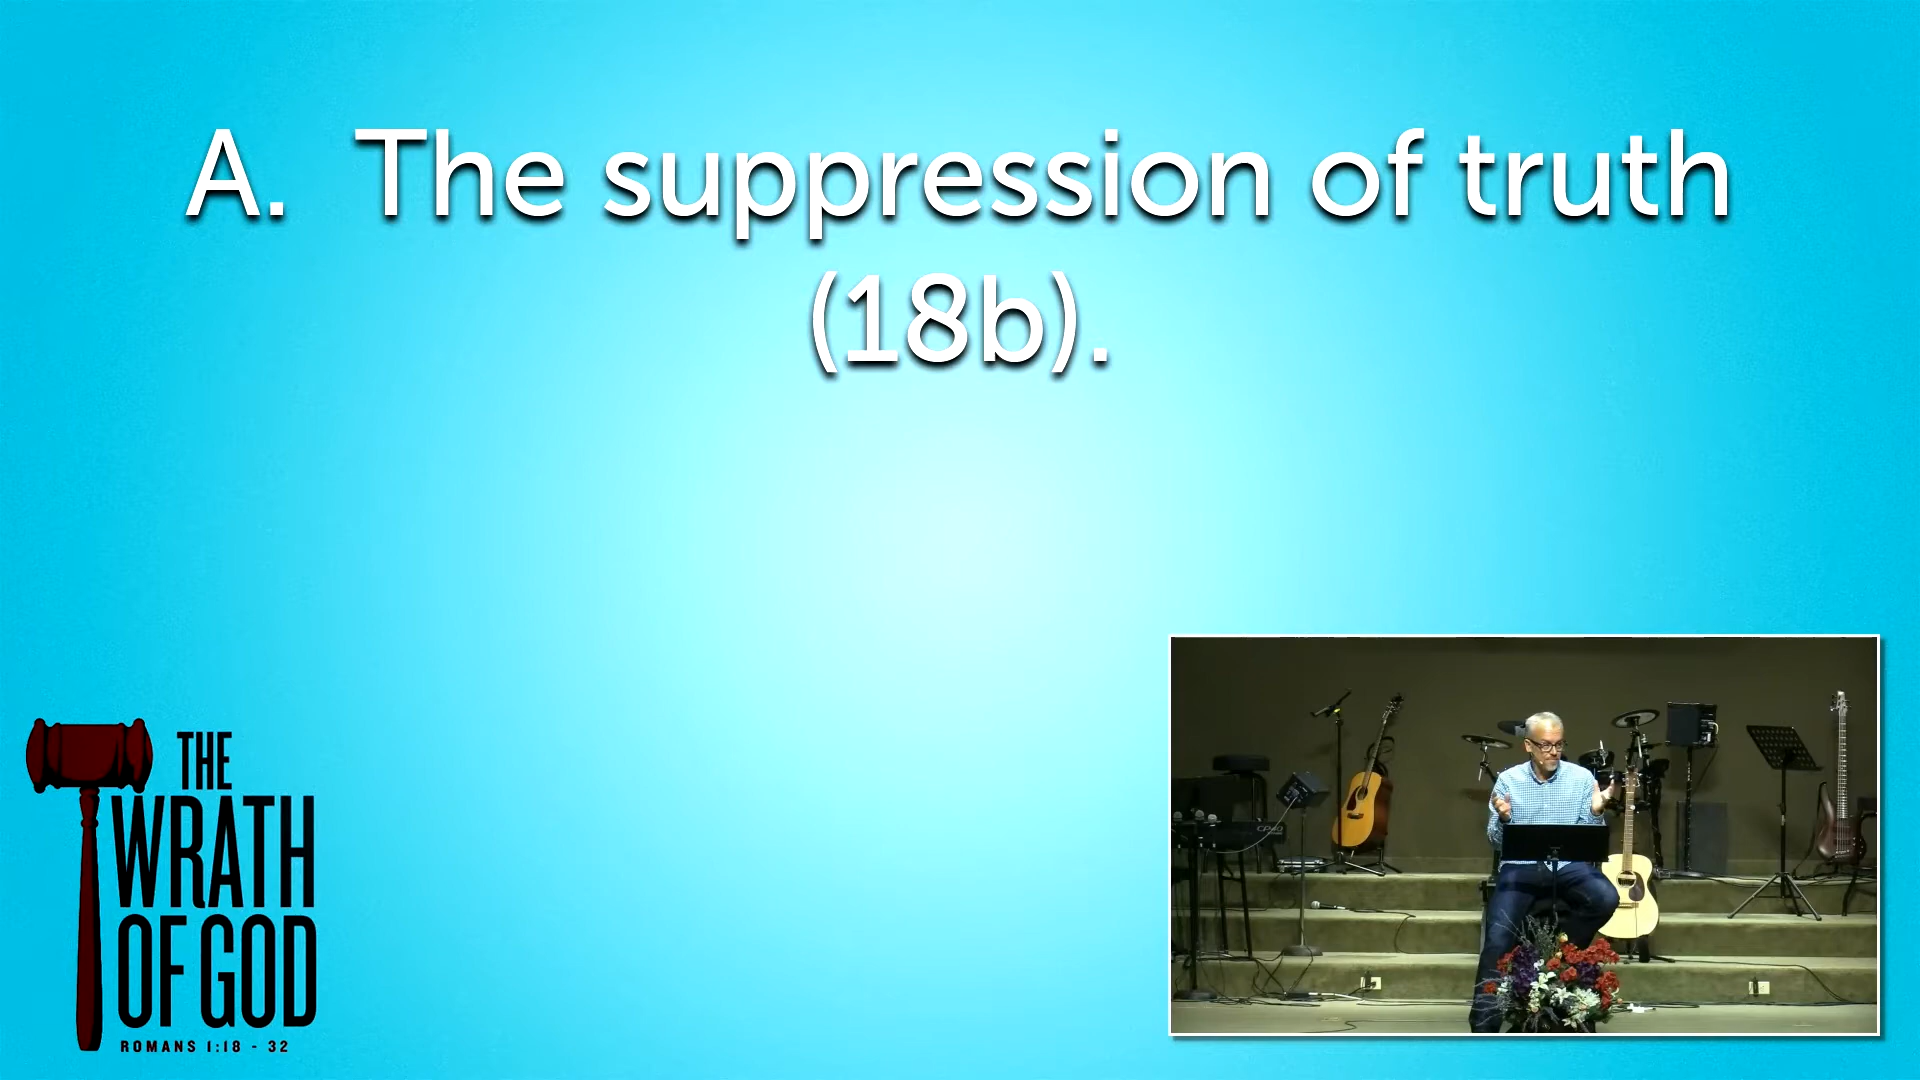 A. The suppression of truth
(18b).
THE
WRATH
OF GOD
ROMANS 1:18 - 32